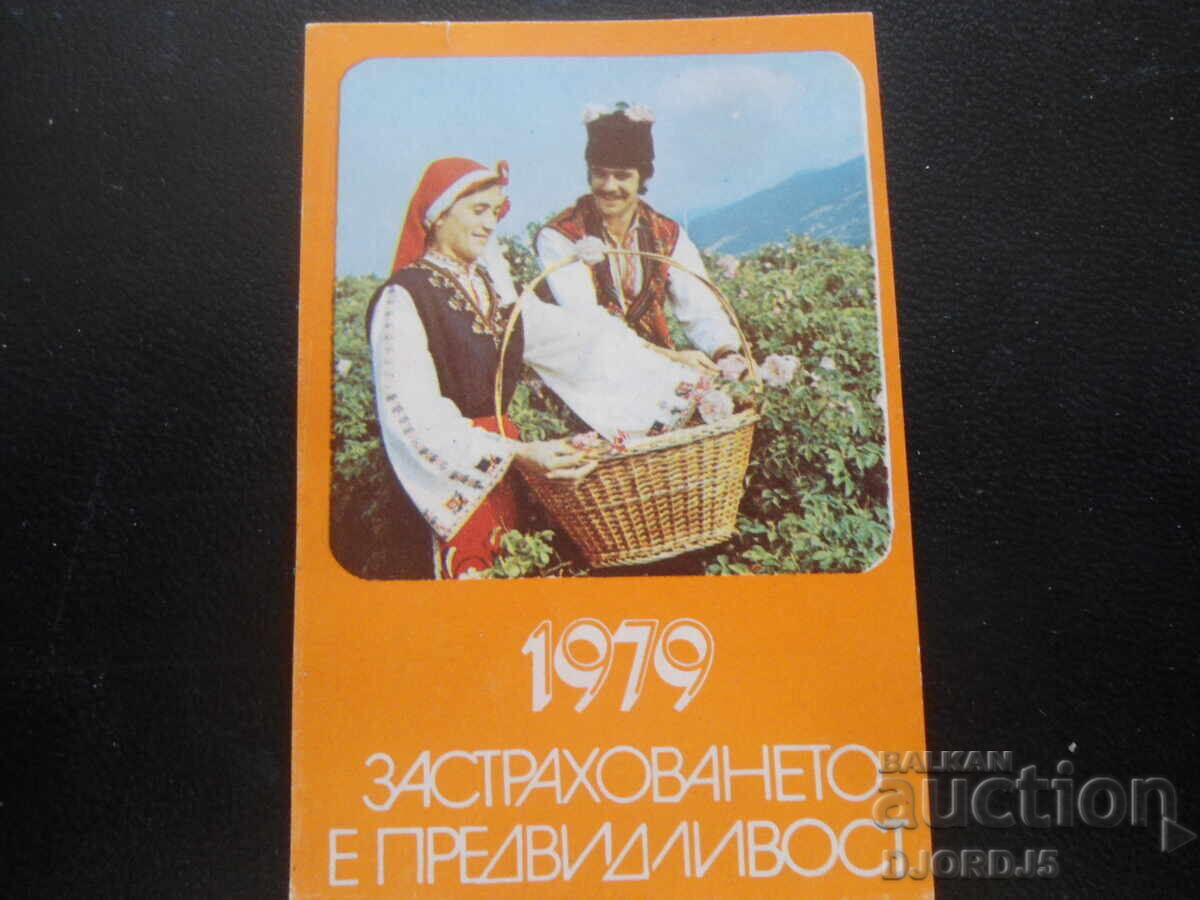 1979
ЗАСТРАХОВАНЕТО
Е ПРЕДВИДЛИВОСТ
BALKAN
auction
DJORDJ5